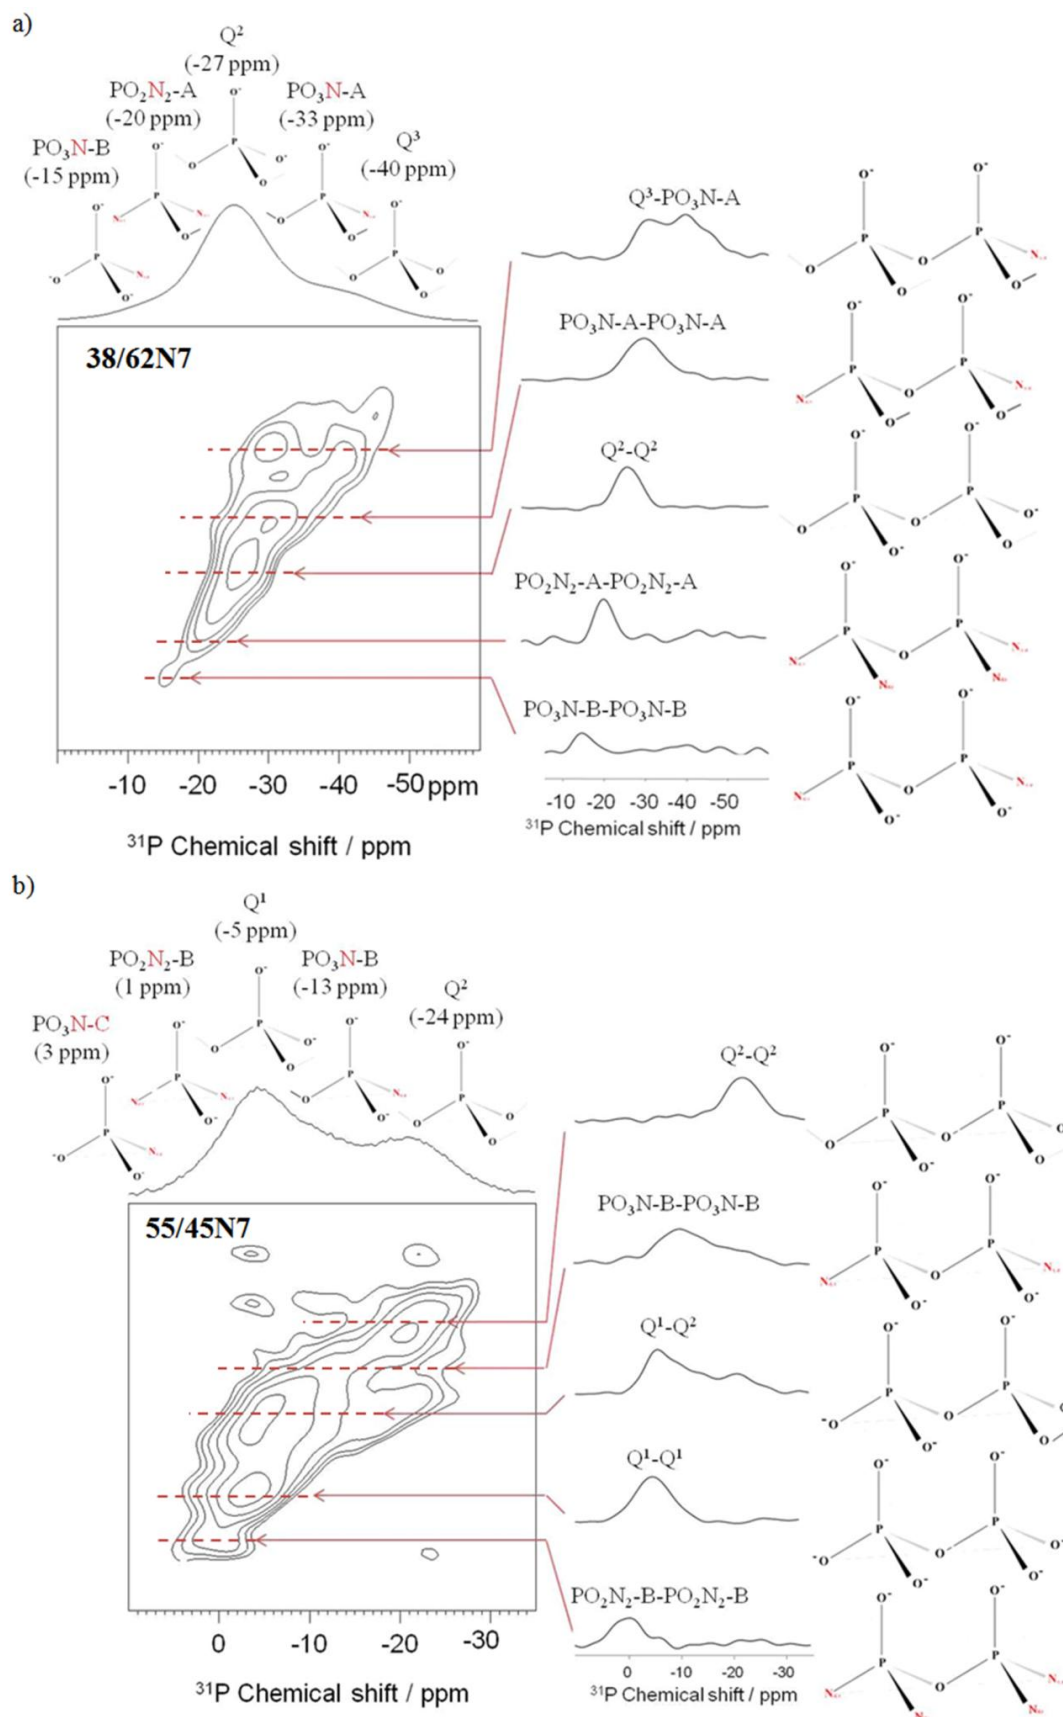 a)
Q²
(-27 ppm)
PO₂N₂-A
(-20 ppm)
PO₃N-A
(-33 ppm)
PO₃N-B
(-15 ppm)
Q³
(-40 ppm)
38/62N7
-10 -20 -30 -40 -50 ppm
³¹P Chemical shift / ppm
Q³-PO₃N-A
PO₃N-A-PO₃N-A
Q²-Q²
PO₂N₂-A-PO₂N₂-A
PO₃N-B-PO₃N-B
-10 -20 -30 -40 -50
³¹P Chemical shift / ppm
b)
Q¹
(-5 ppm)
PO₂N₂-B
(1 ppm)
PO₃N-B
(-13 ppm)
PO₃N-C
(3 ppm)
Q²
(-24 ppm)
55/45N7
0 -10 -20 -30
³¹P Chemical shift / ppm
Q²-Q²
PO₃N-B-PO₃N-B
Q¹-Q²
Q¹-Q¹
PO₂N₂-B-PO₂N₂-B
0 -10 -20 -30
³¹P Chemical shift / ppm